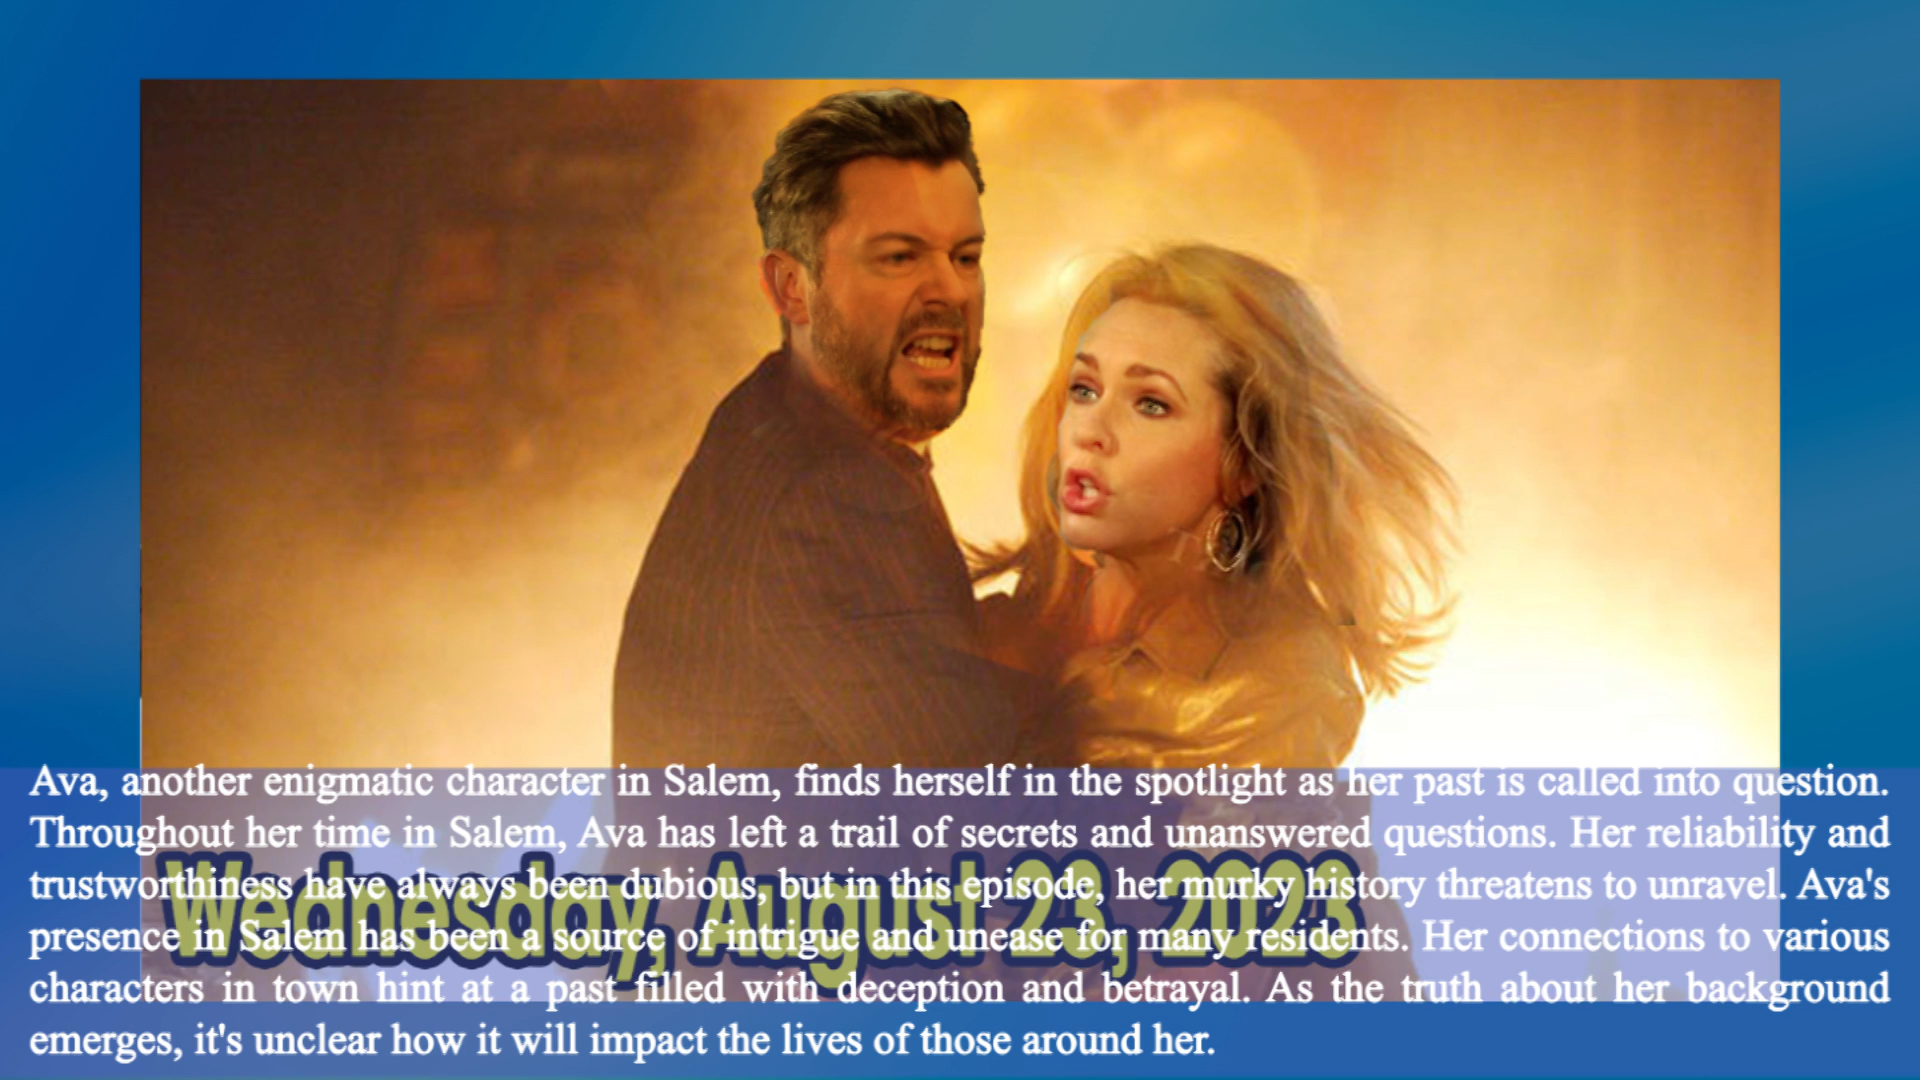 Ava, another enigmatic character in Salem, finds herself in the spotlight as her past is called into question.
Throughout her time in Salem, Ava has left a trail of secrets and unanswered questions. Her reliability and
trustworthiness have always been dubious, but in this episode, her murky history threatens to unravel. Ava's
presence in Salem has been a source of intrigue and unease for many residents. Her connections to various
characters in town hint at a past filled with deception and betrayal. As the truth about her background
emerges, it's unclear how it will impact the lives of those around her.
Wednesday, August 23, 2023